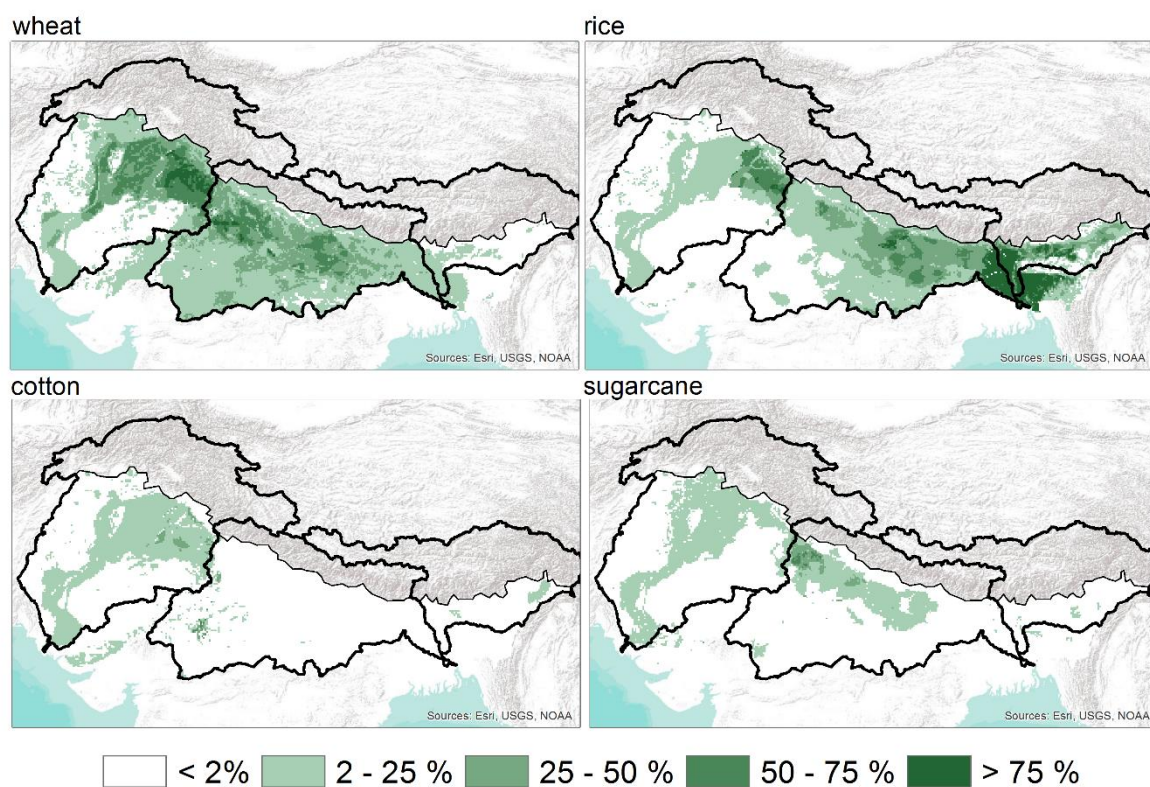 wheat
rice
Sources: Esri, USGS, NOAA
Sources: Esri, USGS, NOAA
cotton
sugarcane
Sources: Esri, USGS, NOAA
Sources: Esri, USGS, NOAA
< 2%
2 - 25 %
25 - 50 %
50 - 75 %
> 75 %